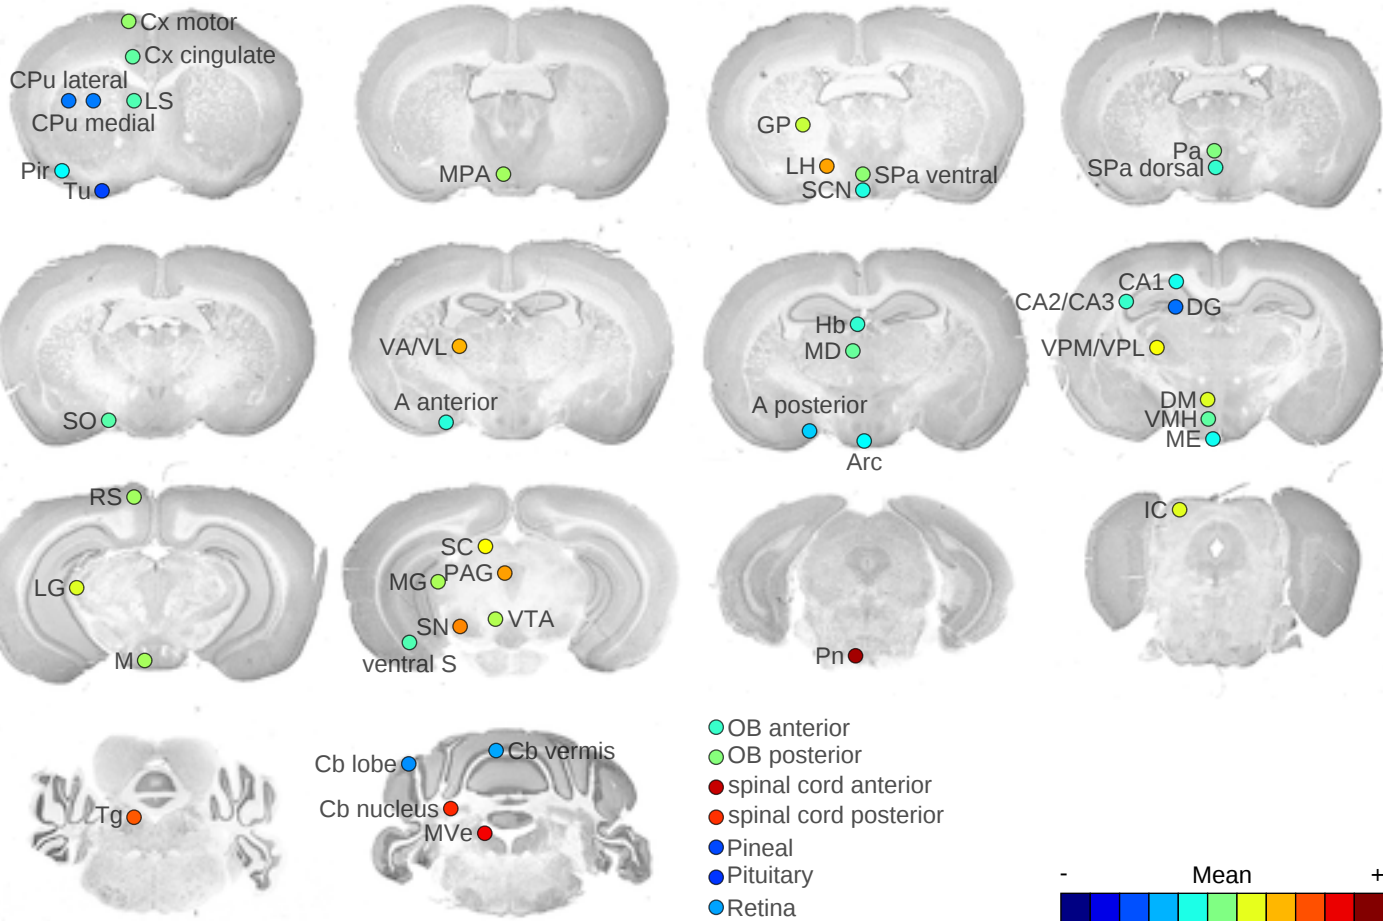 Cx motor
Cx cingulate
CPu lateral
LS
CPu medial
Pir
Tu
MPA
GP
LH
SPa ventral
SCN
Pa
SPa dorsal
SO
VA/VL
A anterior
Hb
MD
A posterior
Arc
CA1
CA2/CA3
DG
VPM/VPL
DM
VMH
ME
RS
LG
M
SC
PAG
MG
VTA
SN
ventral S
Pn
IC
Tg
Cb vermis
Cb lobe
Cb nucleus
MVe
OB anterior
OB posterior
spinal cord anterior
spinal cord posterior
Pineal
Pituitary
Retina
- Mean +